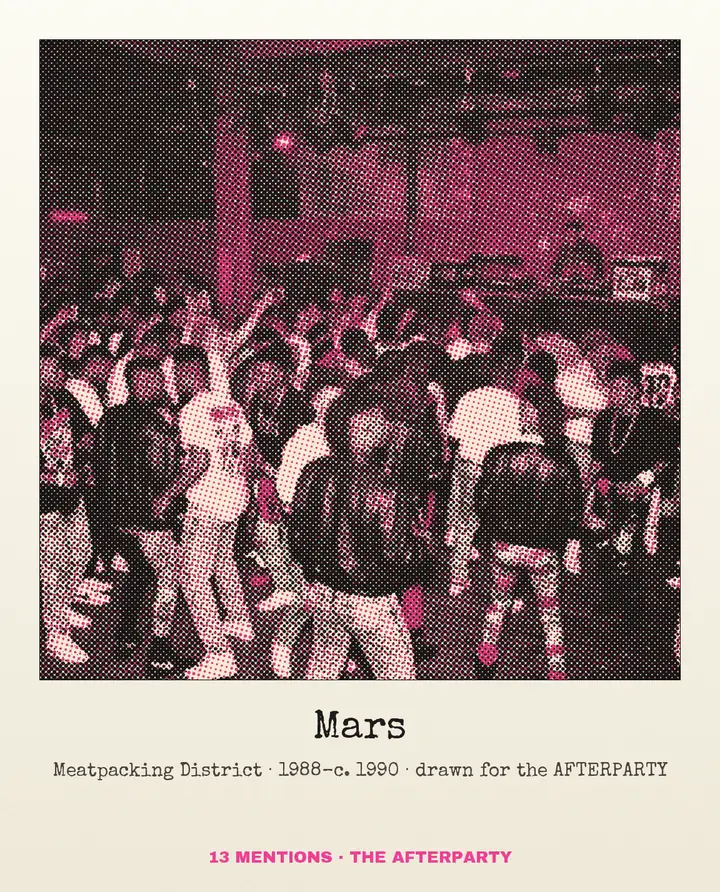 Mars
Meatpacking District · 1988–c. 1990 · drawn for the AFTERPARTY
13 MENTIONS · THE AFTERPARTY